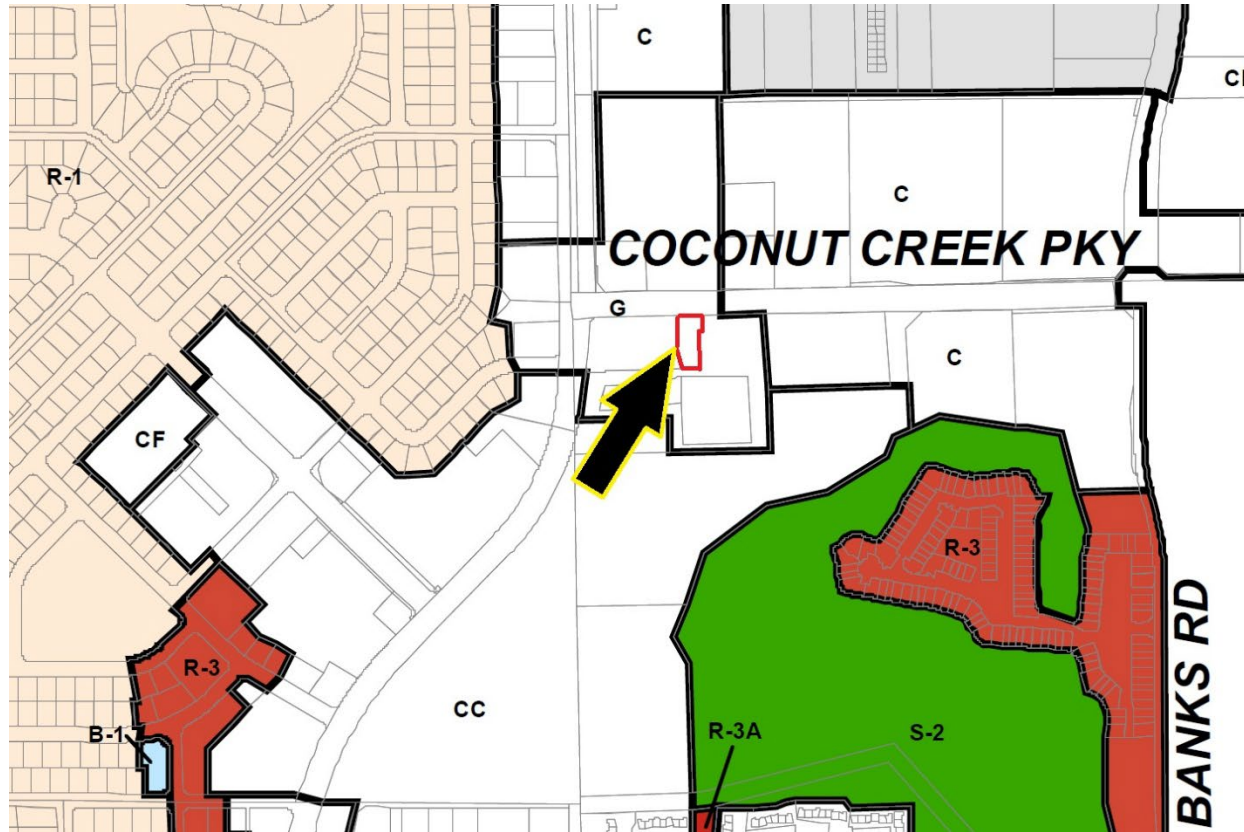 C
CI
R-1
C
COCONUT CREEK PKY
G
C
CF
R-3
R-3
BANKS RD
CC
B-1
R-3A
S-2